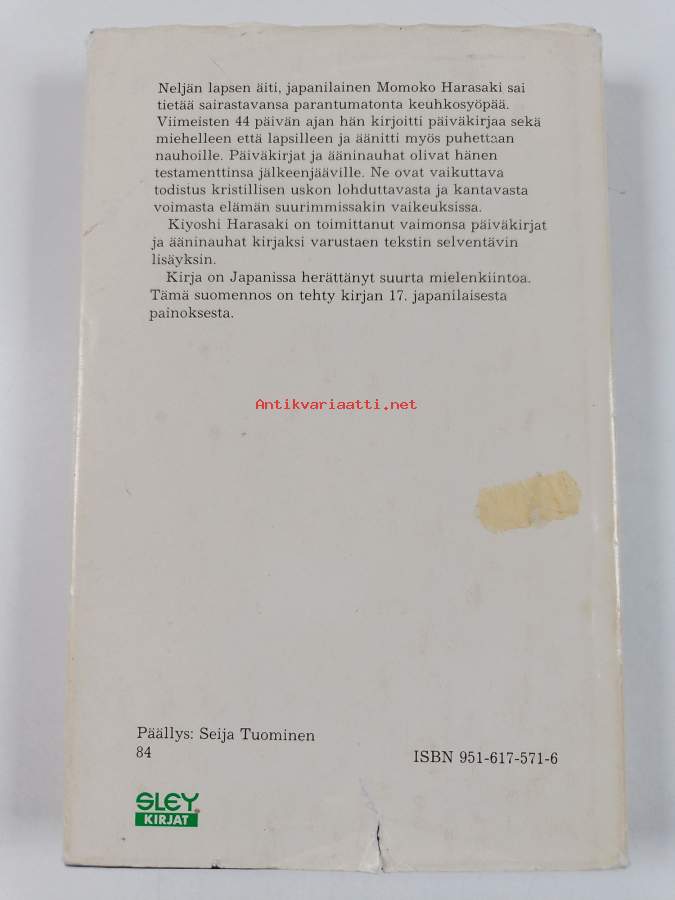 Neljän lapsen äiti, japanilainen Momoko Harasaki sai
tietää sairastavansa parantumatonta keuhkosyöpää.
Viimeisten 44 päivän ajan hän kirjoitti päiväkirjaa sekä
miehelleen että lapsilleen ja äänitti myös puhettaan
nauhoille. Päiväkirjat ja ääninauhat olivat hänen
testamenttinsa jälkeenjääville. Ne ovat vaikuttava
todistus kristillisen uskon lohduttavasta ja kantavasta
voimasta elämän suurimmissakin vaikeuksissa.
Kiyoshi Harasaki on toimittanut vaimonsa päiväkirjat
ja ääninauhat kirjaksi varustaen tekstin selventävin
lisäyksin.
Kirja on Japanissa herättänyt suurta mielenkiintoa.
Tämä suomennos on tehty kirjan 17. japanilaisesta
painoksesta.
Antikvariaatti.net
Päällys: Seija Tuominen
84
ISBN 951-617-571-6
SLEY
KIRJAT